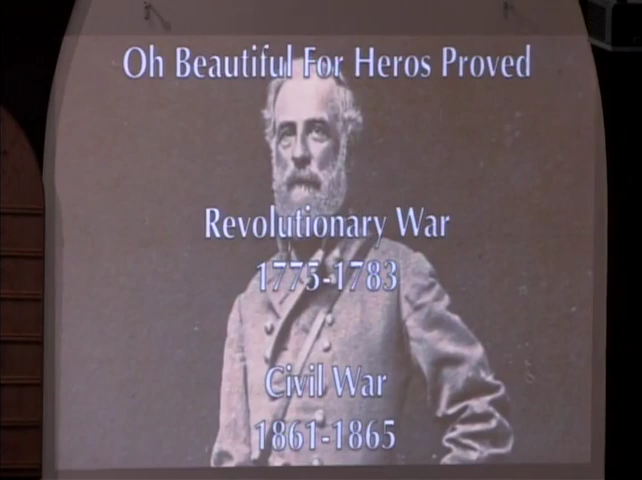 Oh Beautiful For Heros Proved
Revolutionary War
1775-1783
Civil War
1861-1865